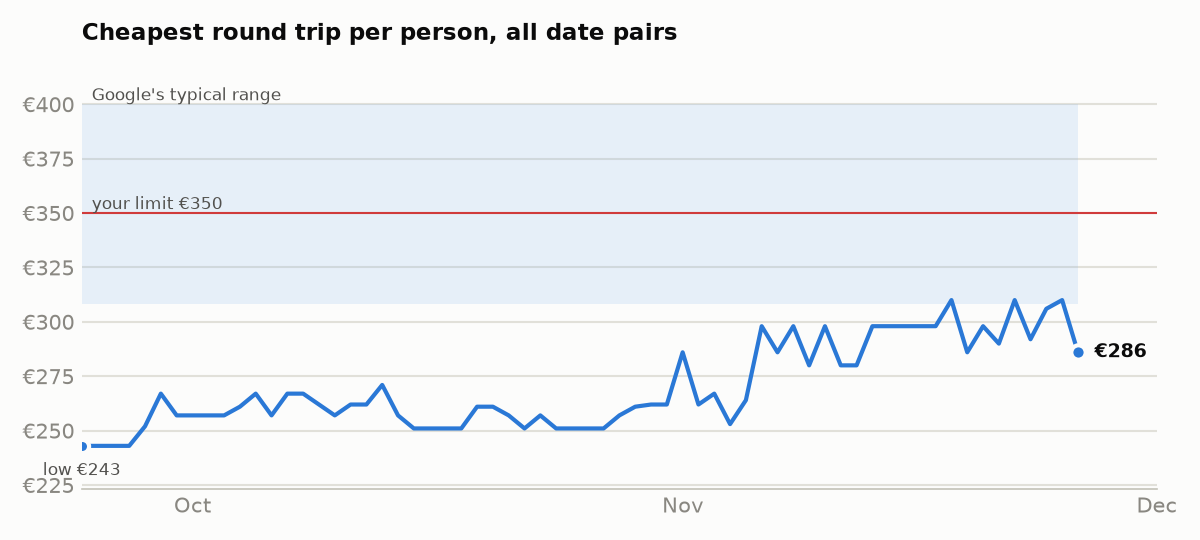 Cheapest round trip per person, all date pairs
Google's typical range
€400
€375
your limit €350
€350
€325
€300
€286
€275
€250
low €243
€225
Oct Nov Dec